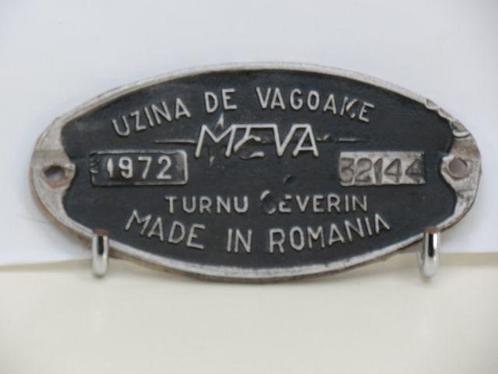 UZINA DE VAGOANE
MEVA
1972 32144
TURNU SEVERIN
MADE IN ROMANIA